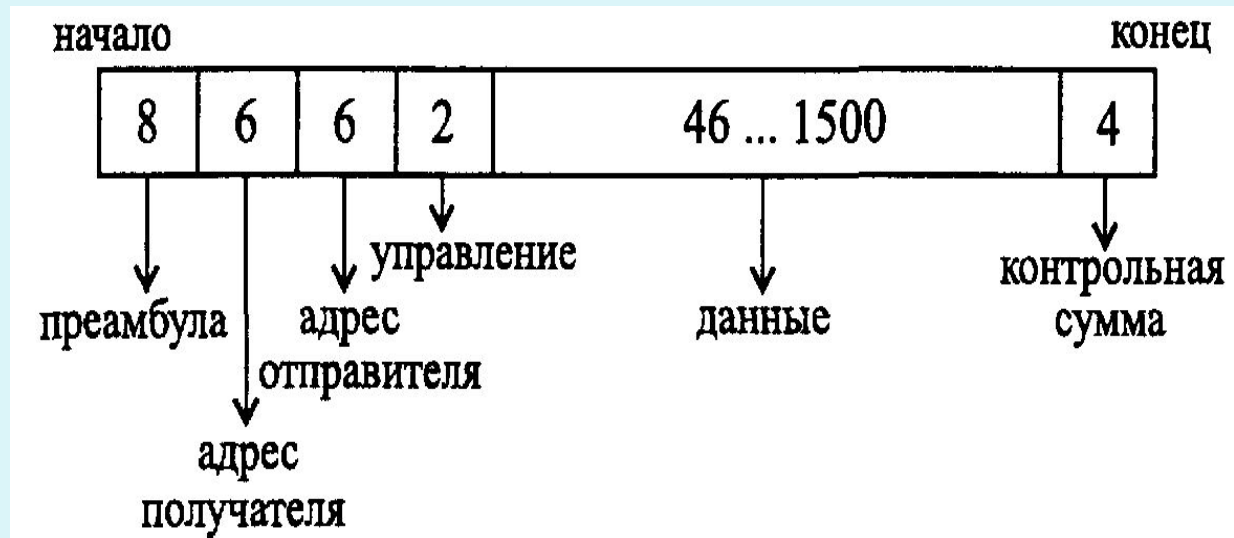 начало
конец
8 6 6 2 46 ... 1500 4
управление
преамбула
адрес
отправителя
данные
контрольная
сумма
адрес
получателя